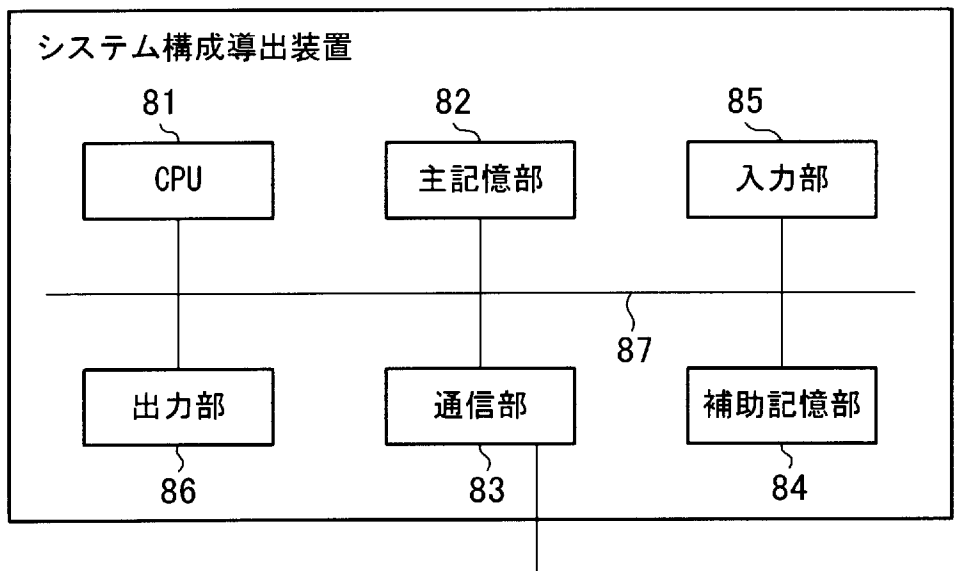 システム構成導出装置
81
82
85
CPU
主記憶部
入力部
87
出力部
通信部
補助記憶部
86
83
84